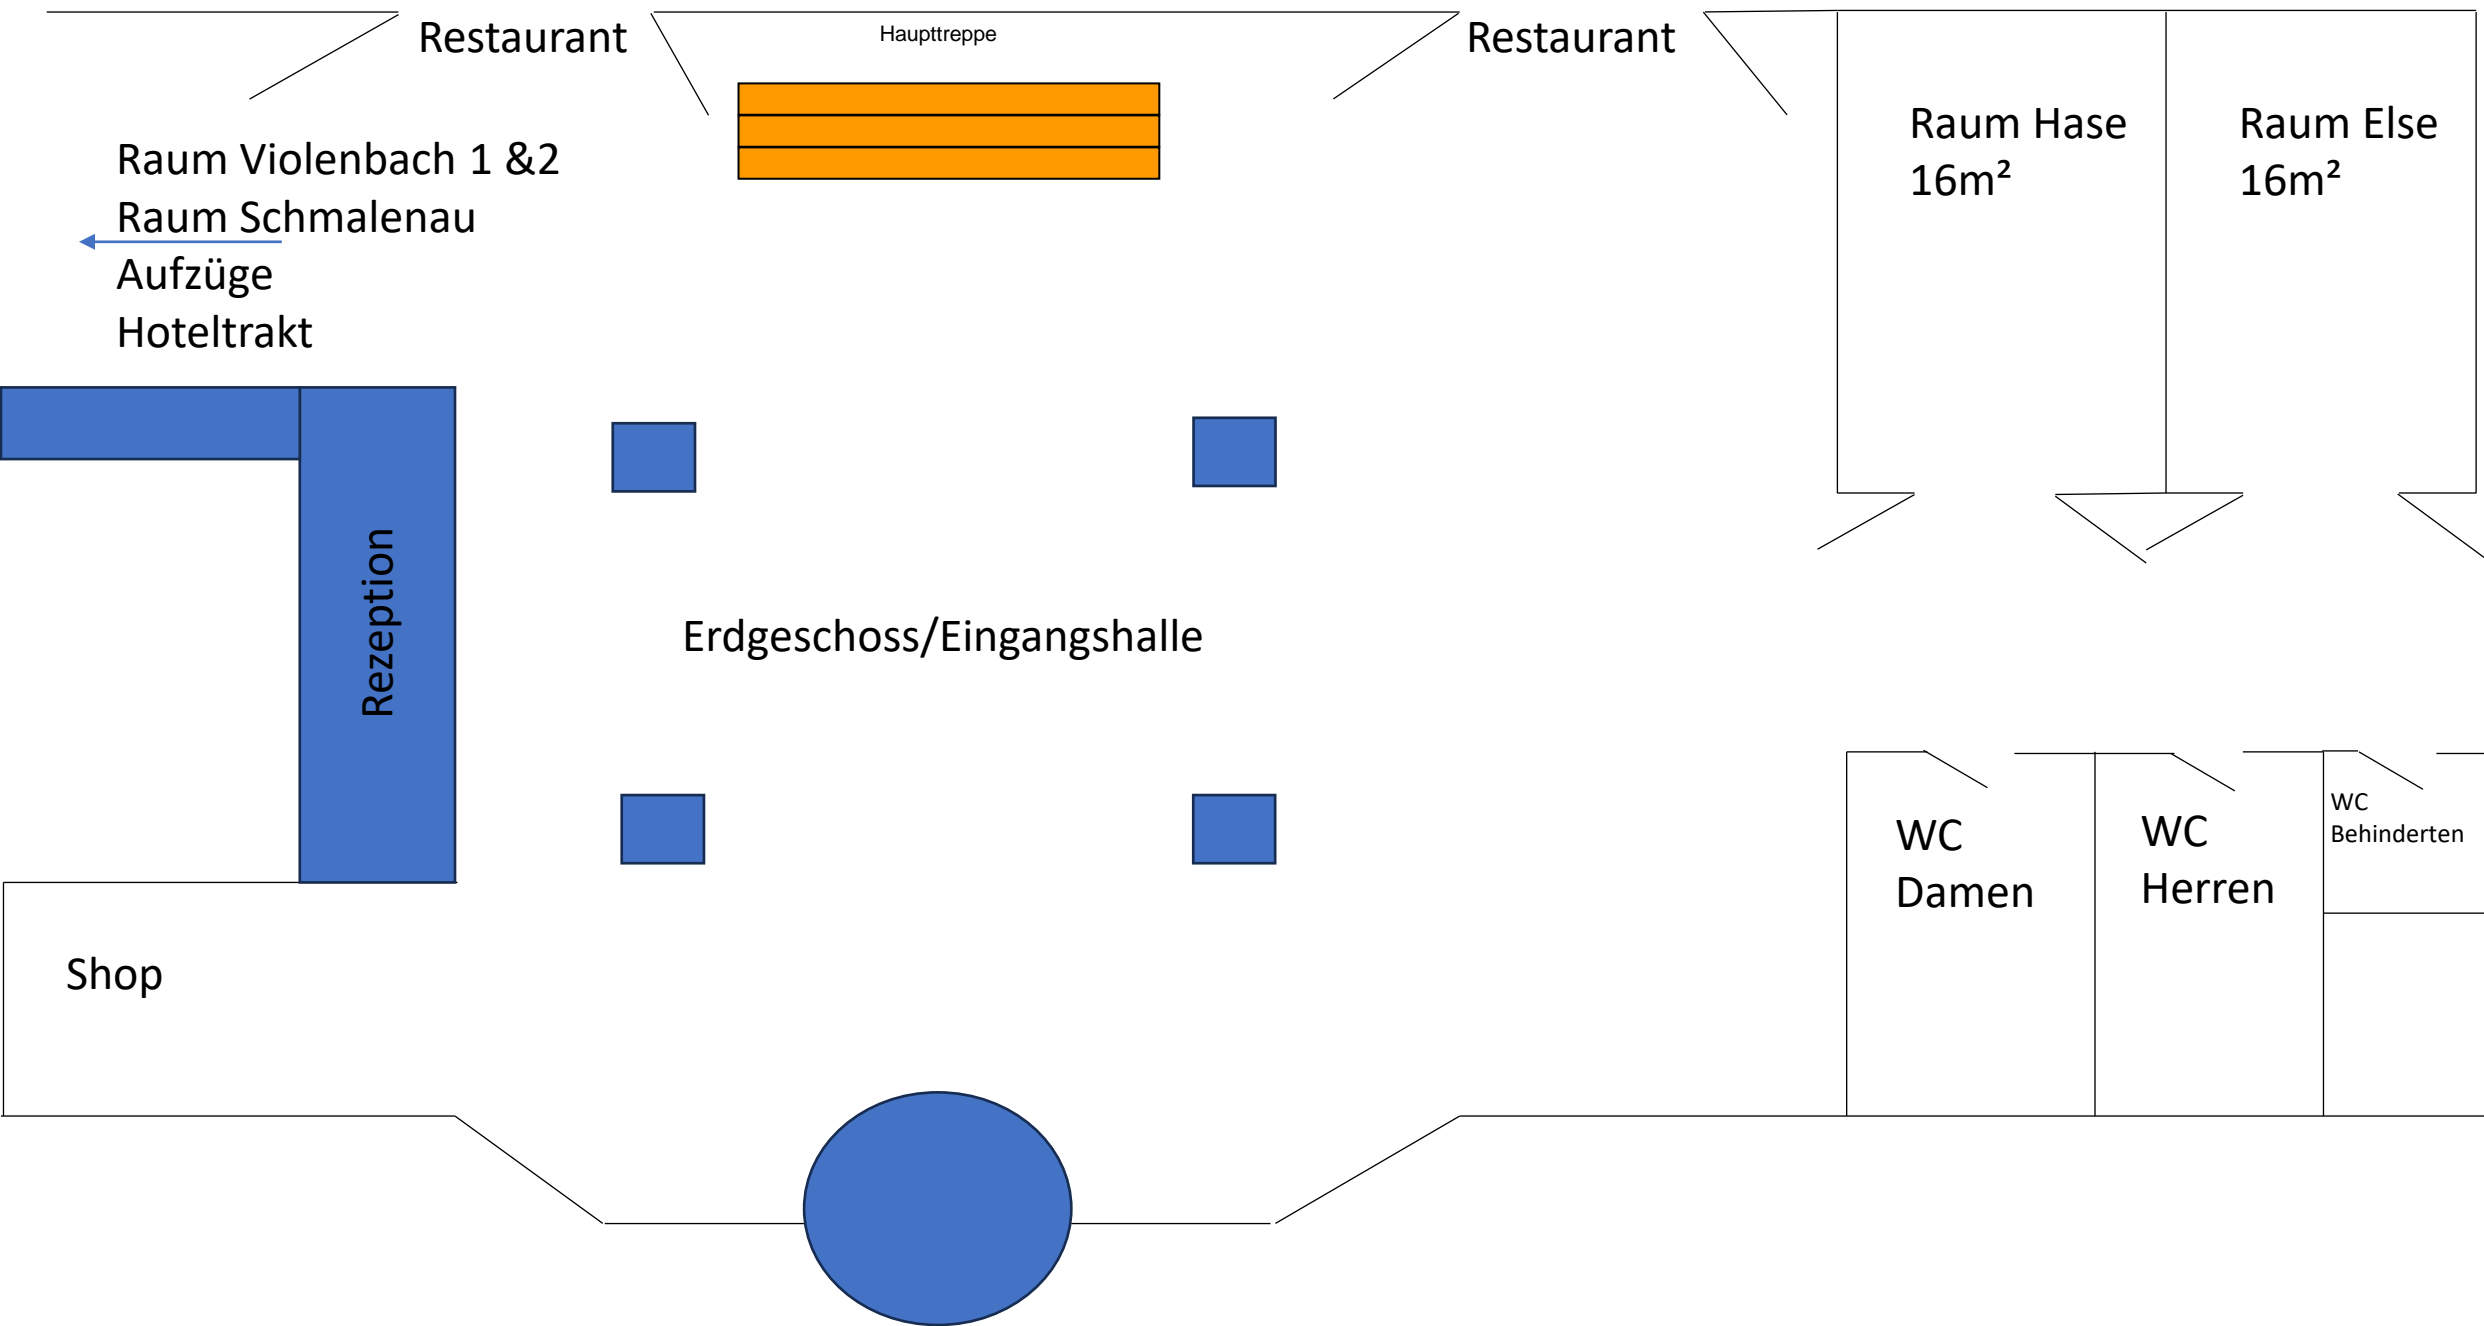 Restaurant
Haupttreppe
Restaurant
Raum Violenbach 1 &2
Raum Schmalenau
Aufzüge
Hoteltrakt
Raum Hase
16m²
Raum Else
16m²
Rezeption
Erdgeschoss/Eingangshalle
WC
Damen
WC
Herren
WC
Behinderten
Shop